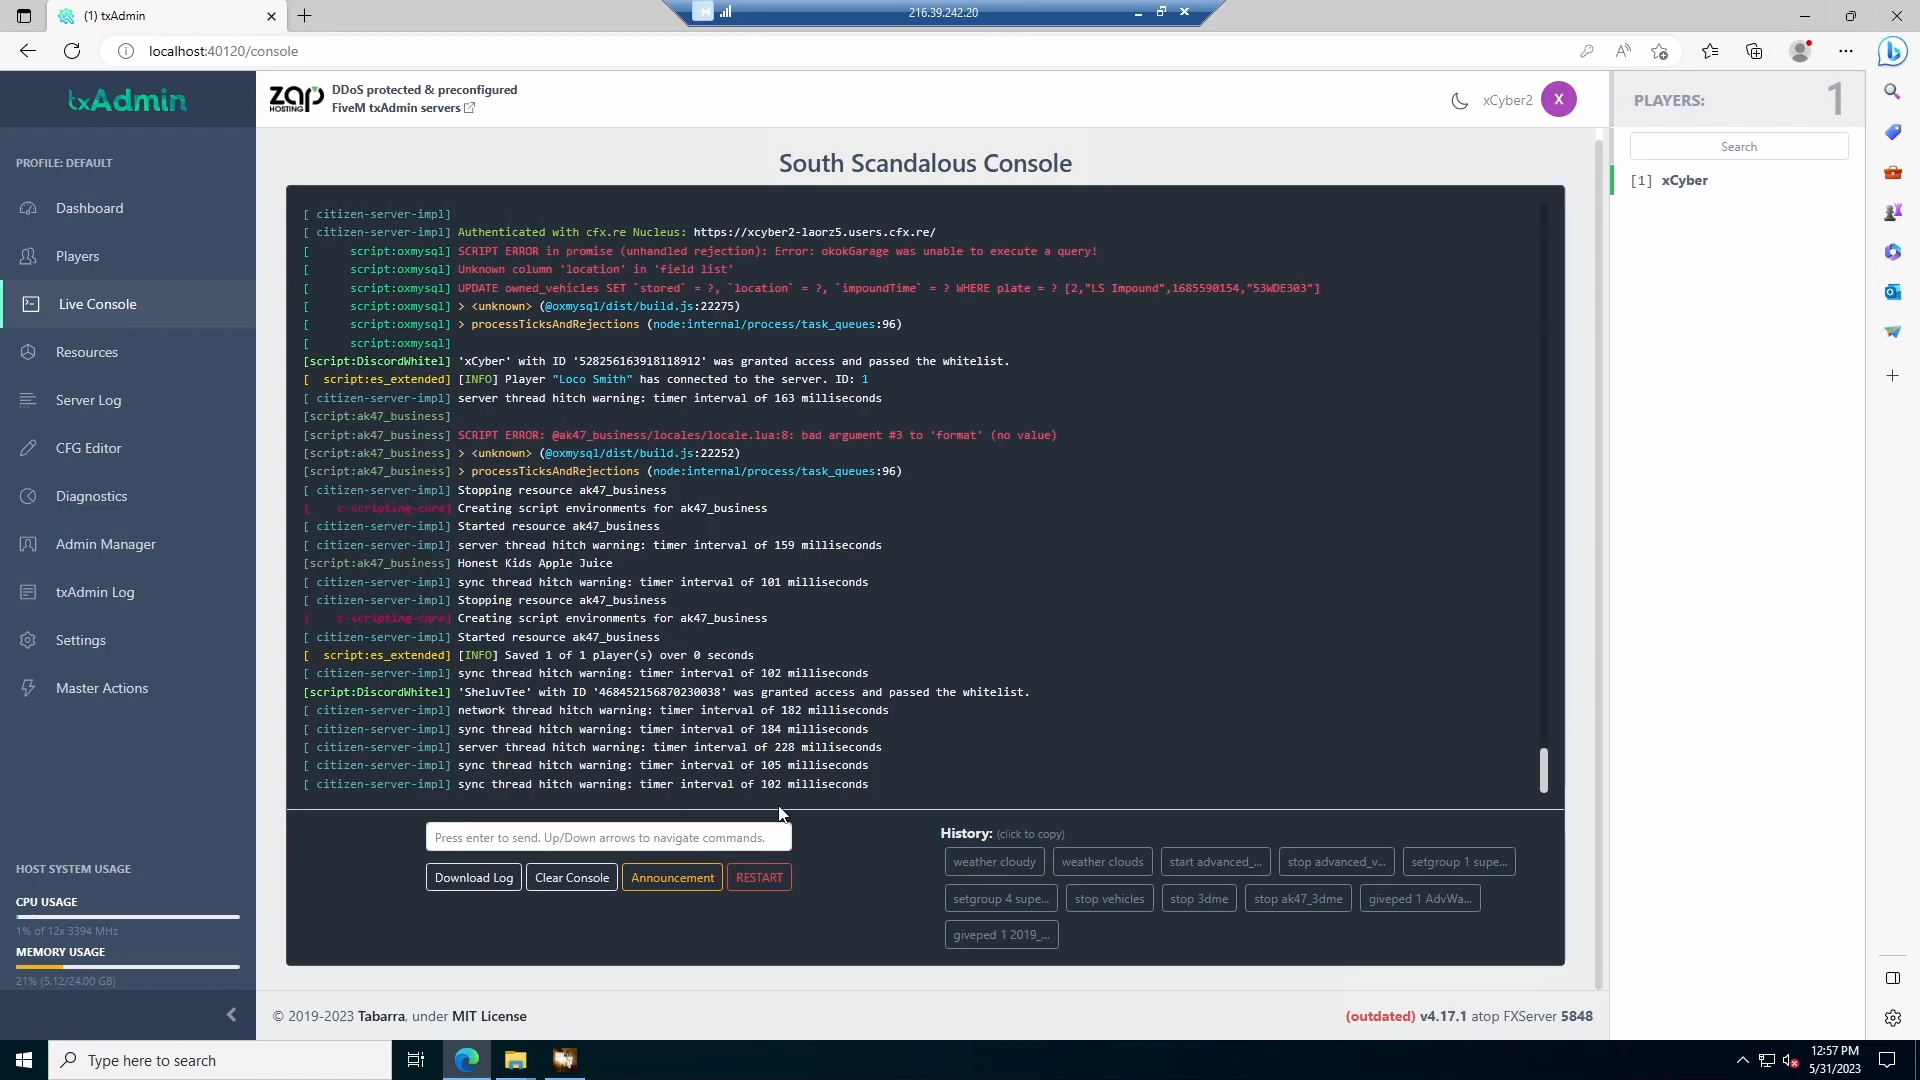 (1) txAdmin
216.39.242.20
localhost:40120/console
txAdmin
ZAP HOSTING
DDoS protected & preconfigured
FiveM txAdmin servers
xCyber2
X
PLAYERS:
1
Search
[1] xCyber
PROFILE: DEFAULT
Dashboard
Players
Live Console
Resources
Server Log
CFG Editor
Diagnostics
Admin Manager
txAdmin Log
Settings
Master Actions
HOST SYSTEM USAGE
CPU USAGE
1% of 12x 3394 MHz
MEMORY USAGE
21% (5.12/24.00 GB)
South Scandalous Console
[ citizen-server-impl]
[ citizen-server-impl] Authenticated with cfx.re Nucleus: https://xcyber2-laorz5.users.cfx.re/
[ script:oxmysql] SCRIPT ERROR in promise (unhandled rejection): Error: okokGarage was unable to execute a query!
[ script:oxmysql] Unknown column 'location' in 'field list'
[ script:oxmysql] UPDATE owned_vehicles SET `stored` = ?, `location` = ?, `impoundTime` = ? WHERE plate = ? [2,"LS Impound",1685590154,"53WDE303"]
[ script:oxmysql] > <unknown> (@oxmysql/dist/build.js:22275)
[ script:oxmysql] > processTicksAndRejections (node:internal/process/task_queues:96)
[ script:oxmysql]
[script:DiscordWhitel] 'xCyber' with ID '528256163918118912' was granted access and passed the whitelist.
[ script:es_extended] [INFO] Player "Loco Smith" has connected to the server. ID: 1
[ citizen-server-impl] server thread hitch warning: timer interval of 163 milliseconds
[script:ak47_business]
[script:ak47_business] SCRIPT ERROR: @ak47_business/locales/locale.lua:8: bad argument #3 to 'format' (no value)
[script:ak47_business] > <unknown> (@oxmysql/dist/build.js:22252)
[script:ak47_business] > processTicksAndRejections (node:internal/process/task_queues:96)
[ citizen-server-impl] Stopping resource ak47_business
[ c-scripting-core] Creating script environments for ak47_business
[ citizen-server-impl] Started resource ak47_business
[ citizen-server-impl] server thread hitch warning: timer interval of 159 milliseconds
[script:ak47_business] Honest Kids Apple Juice
[ citizen-server-impl] sync thread hitch warning: timer interval of 101 milliseconds
[ citizen-server-impl] Stopping resource ak47_business
[ c-scripting-core] Creating script environments for ak47_business
[ citizen-server-impl] Started resource ak47_business
[ script:es_extended] [INFO] Saved 1 of 1 player(s) over 0 seconds
[ citizen-server-impl] sync thread hitch warning: timer interval of 102 milliseconds
[script:DiscordWhitel] 'SheluvTee' with ID '468452156870230038' was granted access and passed the whitelist.
[ citizen-server-impl] network thread hitch warning: timer interval of 182 milliseconds
[ citizen-server-impl] sync thread hitch warning: timer interval of 184 milliseconds
[ citizen-server-impl] server thread hitch warning: timer interval of 228 milliseconds
[ citizen-server-impl] sync thread hitch warning: timer interval of 105 milliseconds
[ citizen-server-impl] sync thread hitch warning: timer interval of 102 milliseconds
Press enter to send. Up/Down arrows to navigate commands.
Download Log
Clear Console
Announcement
RESTART
History: (click to copy)
weather cloudy
weather clouds
start advanced_...
stop advanced_v...
setgroup 1 supe...
setgroup 4 supe...
stop vehicles
stop 3dme
stop ak47_3dme
giveped 1 AdvWa...
giveped 1 2019_...
© 2019-2023 Tabarra, under MIT License
(outdated) v4.17.1 atop FXServer 5848
Type here to search
12:57 PM
5/31/2023